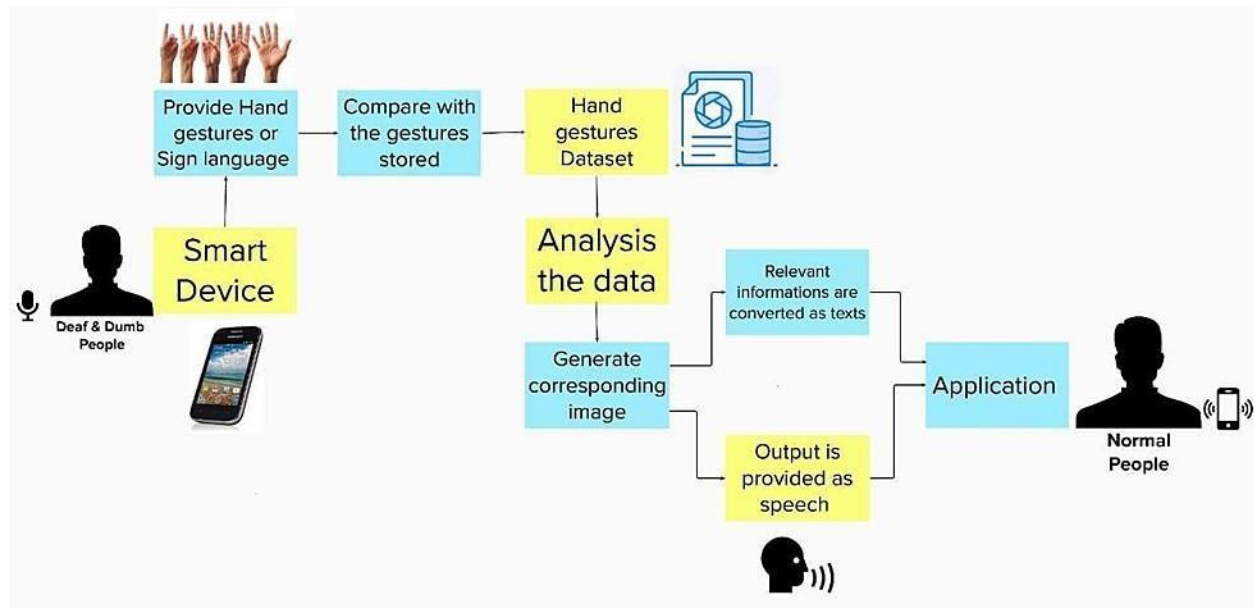 Provide Hand
gestures or
Sign language
Compare with
the gestures
stored
Hand
gestures
Dataset
Smart
Device
Deaf & Dumb
People
Analysis
the data
Relevant
informations are
converted as texts
Generate
corresponding
image
Application
Normal
People
Output is
provided as
speech